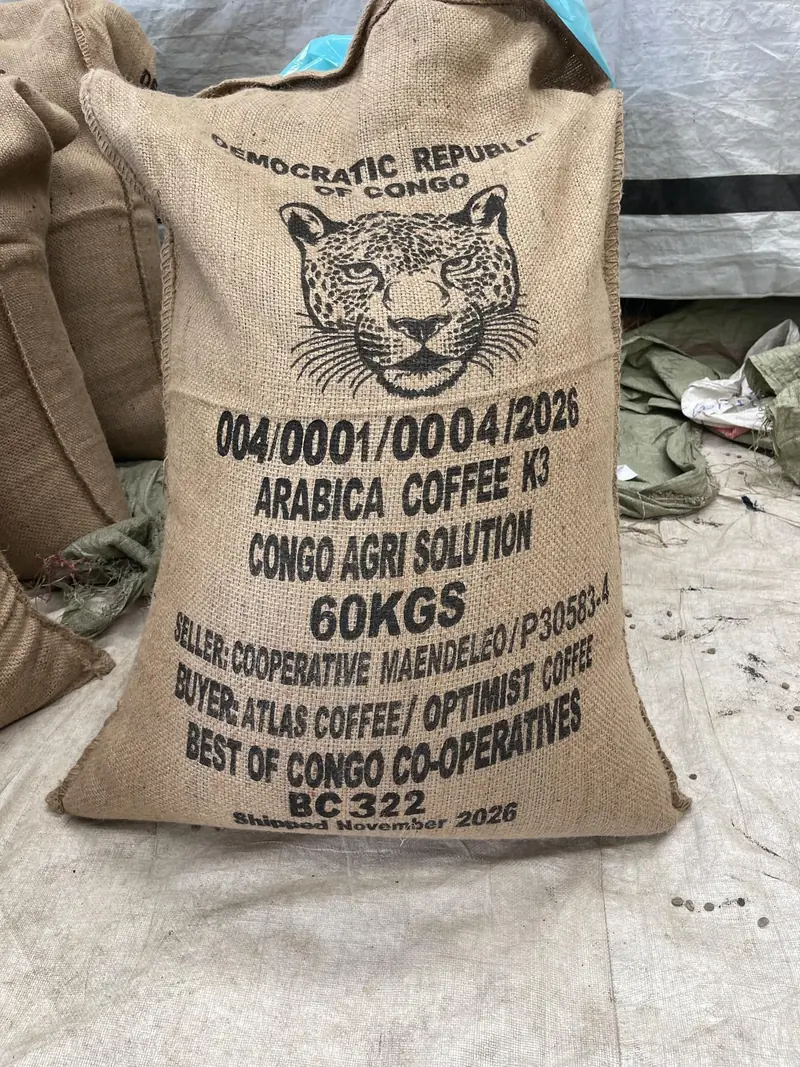 DEMOCRATIC REPUBLIC
OF CONGO
004/0001/0004/2026
ARABICA COFFEE K3
CONGO AGRI SOLUTION
60KGS
SELLER: COOPERATIVE MAENDELEO/P30583-4
BUYER: ATLAS COFFEE/ OPTIMIST COFFEE
BEST OF CONGO CO-OPERATIVES
BC 322
Shipped November 2026